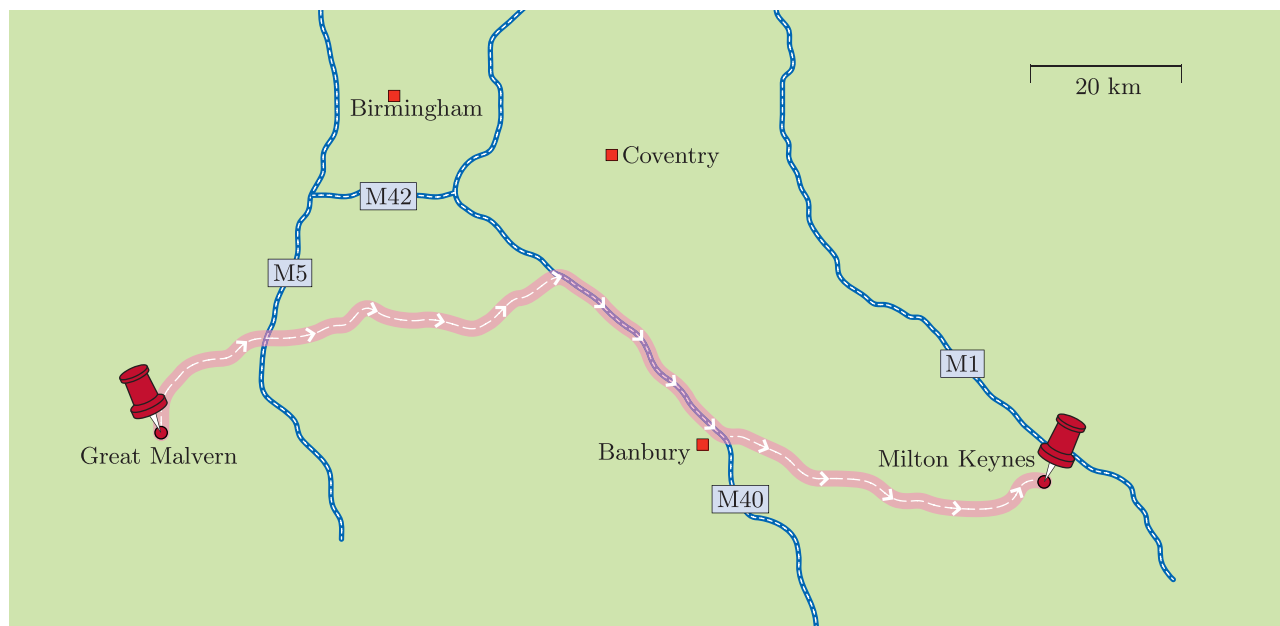 20 km
Birmingham
Coventry
M42
M5
M1
Great Malvern
Banbury
Milton Keynes
M40